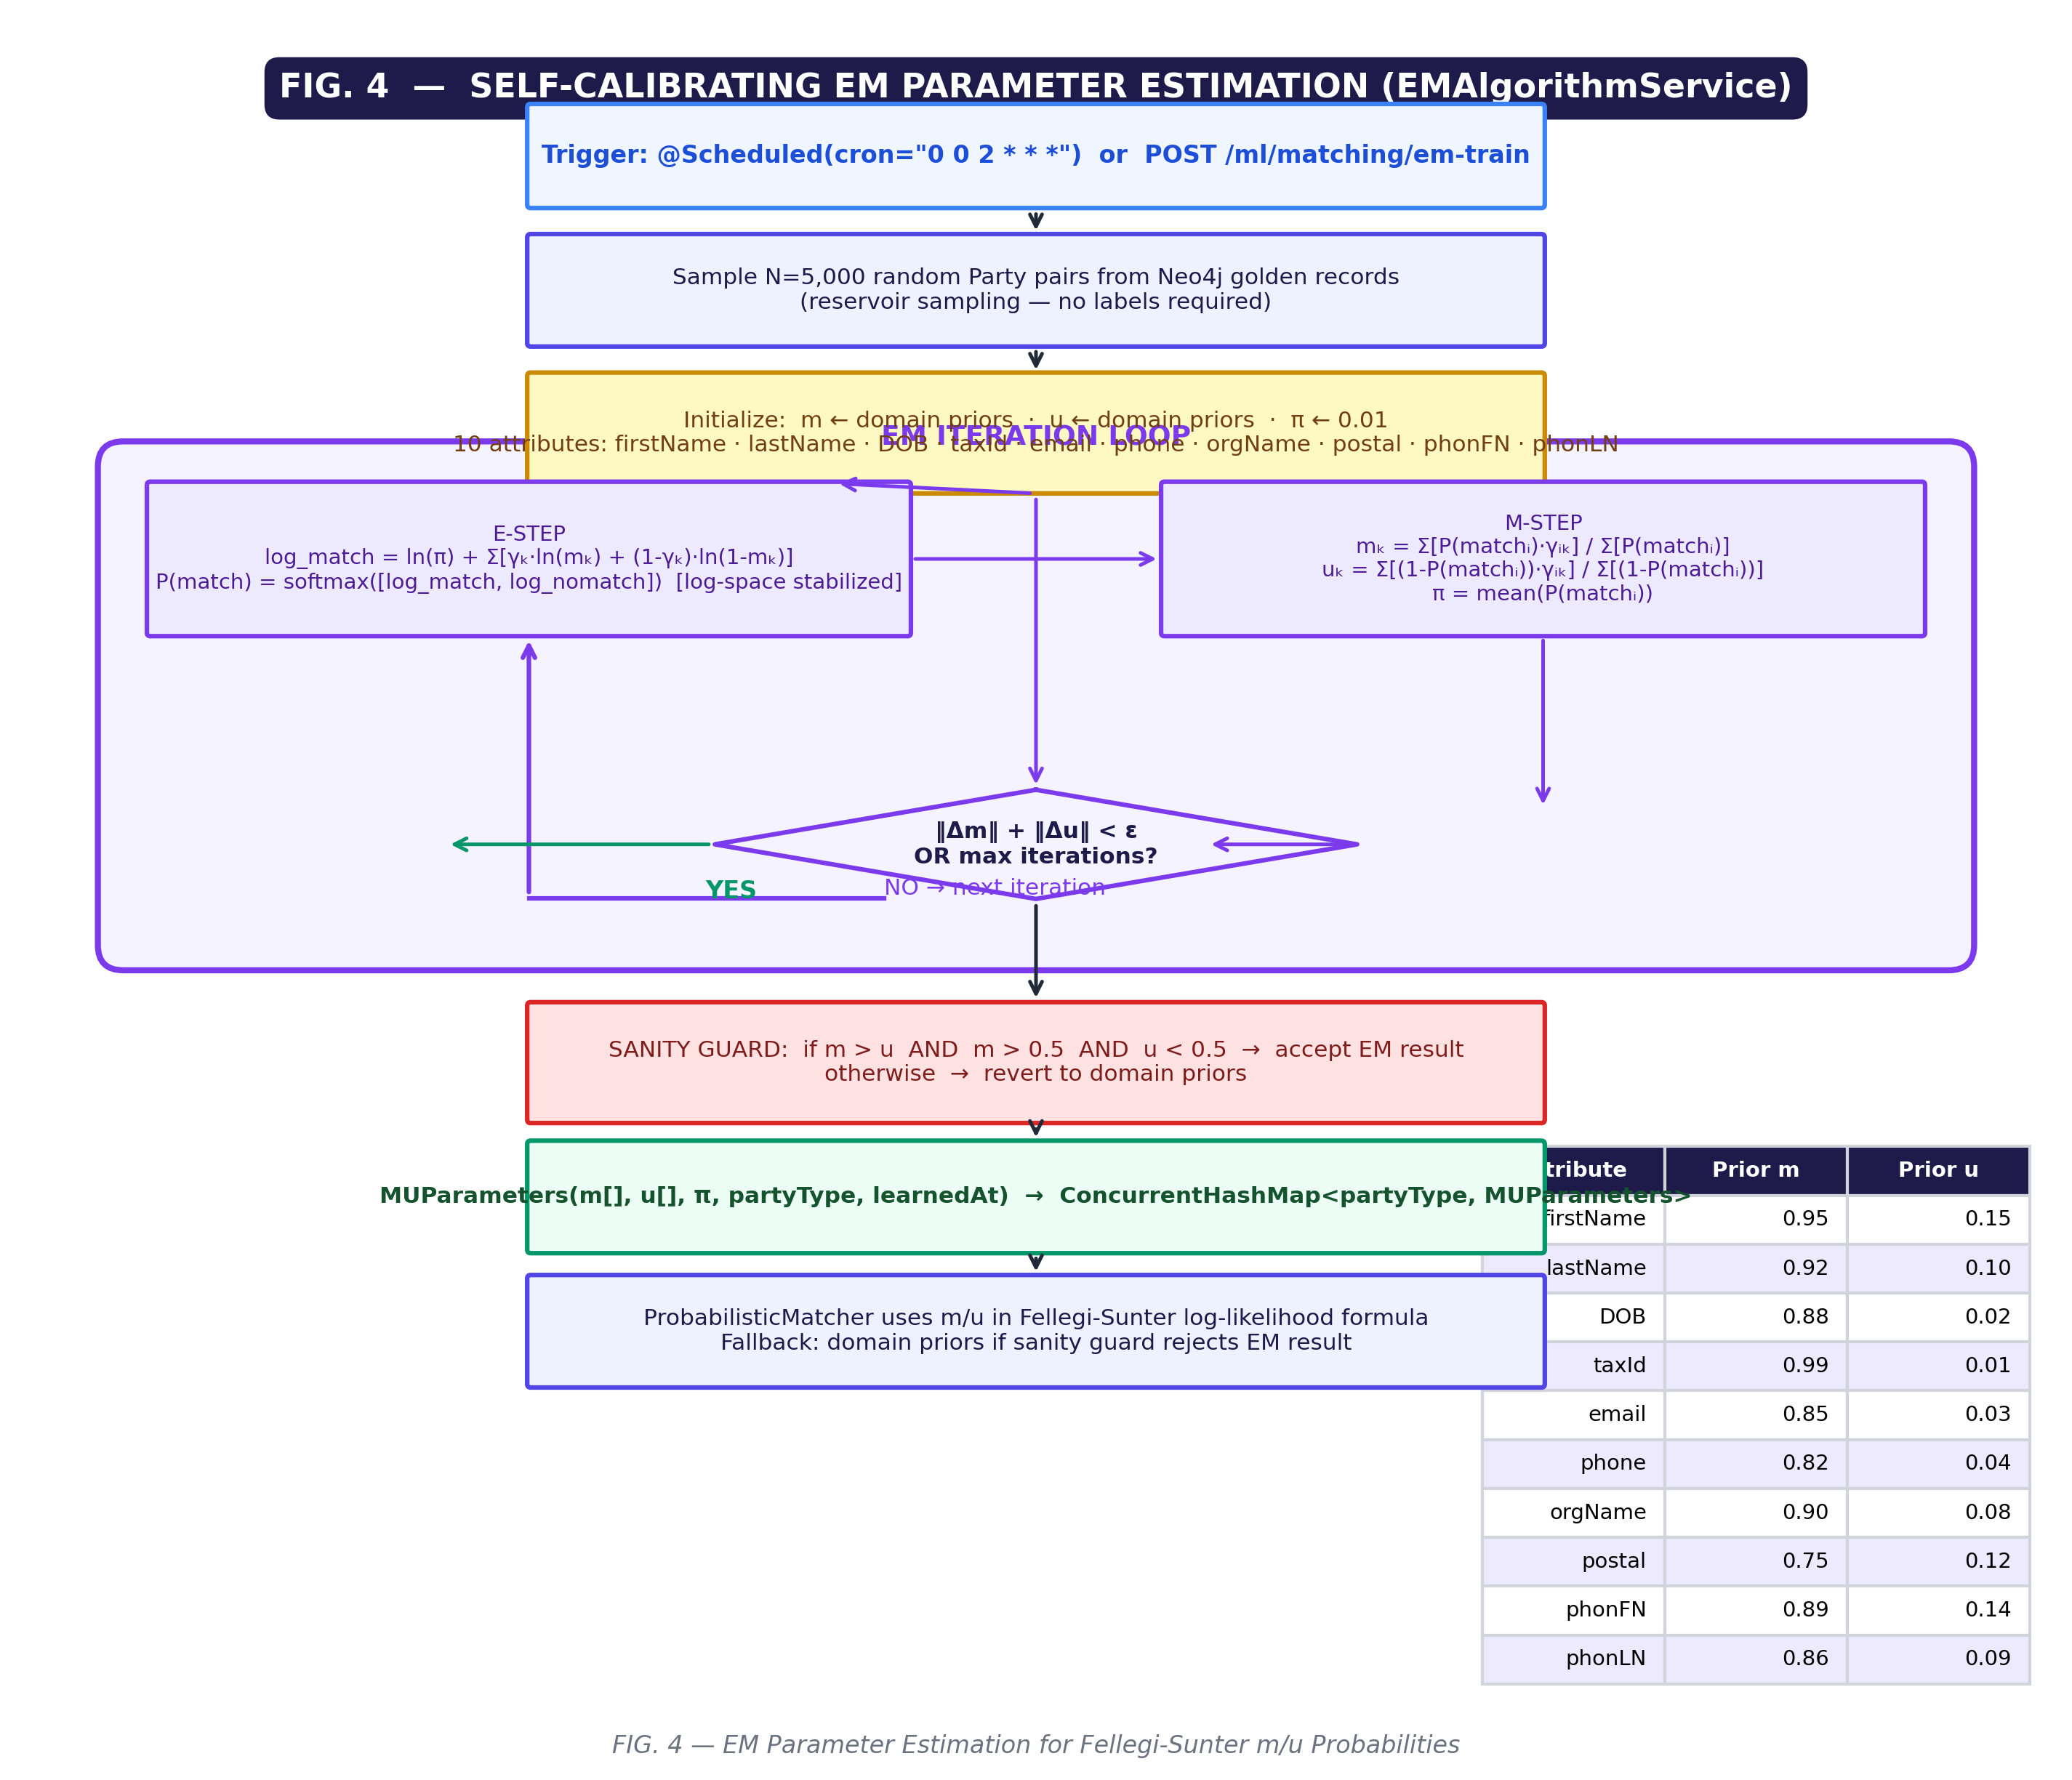 FIG. 4 — SELF-CALIBRATING EM PARAMETER ESTIMATION (EMAlgorithmService)
Trigger: @Scheduled(cron="0 0 2 * * *") or POST /ml/matching/em-train
Sample N=5,000 random Party pairs from Neo4j golden records
(reservoir sampling — no labels required)
Initialize: m ← domain priors · u ← domain priors · π ← 0.01
EM ITERATION LOOP
10 attributes: firstName · lastName · DOB · taxId · email · phone · orgName · postal · phonFN · phonLN
E-STEP
log_match = ln(π) + Σ[γₖ·ln(mₖ) + (1-γₖ)·ln(1-mₖ)]
P(match) = softmax([log_match, log_nomatch]) [log-space stabilized]
M-STEP
mₖ = Σ[P(matchᵢ)·γᵢₖ] / Σ[P(matchᵢ)]
uₖ = Σ[(1-P(matchᵢ))·γᵢₖ] / Σ[(1-P(matchᵢ))]
π = mean(P(matchᵢ))
‖Δm‖ + ‖Δu‖ < ε
OR max iterations?
YES
NO → next iteration
SANITY GUARD: if m > u AND m > 0.5 AND u < 0.5 → accept EM result
otherwise → revert to domain priors
MUParameters(m[], u[], π, partyType, learnedAt) → ConcurrentHashMap<partyType, MUParameters>
ProbabilisticMatcher uses m/u in Fellegi-Sunter log-likelihood formula
Fallback: domain priors if sanity guard rejects EM result
tribute Prior m Prior u
firstName 0.95 0.15
lastName 0.92 0.10
DOB 0.88 0.02
taxId 0.99 0.01
email 0.85 0.03
phone 0.82 0.04
orgName 0.90 0.08
postal 0.75 0.12
phonFN 0.89 0.14
phonLN 0.86 0.09
FIG. 4 — EM Parameter Estimation for Fellegi-Sunter m/u Probabilities